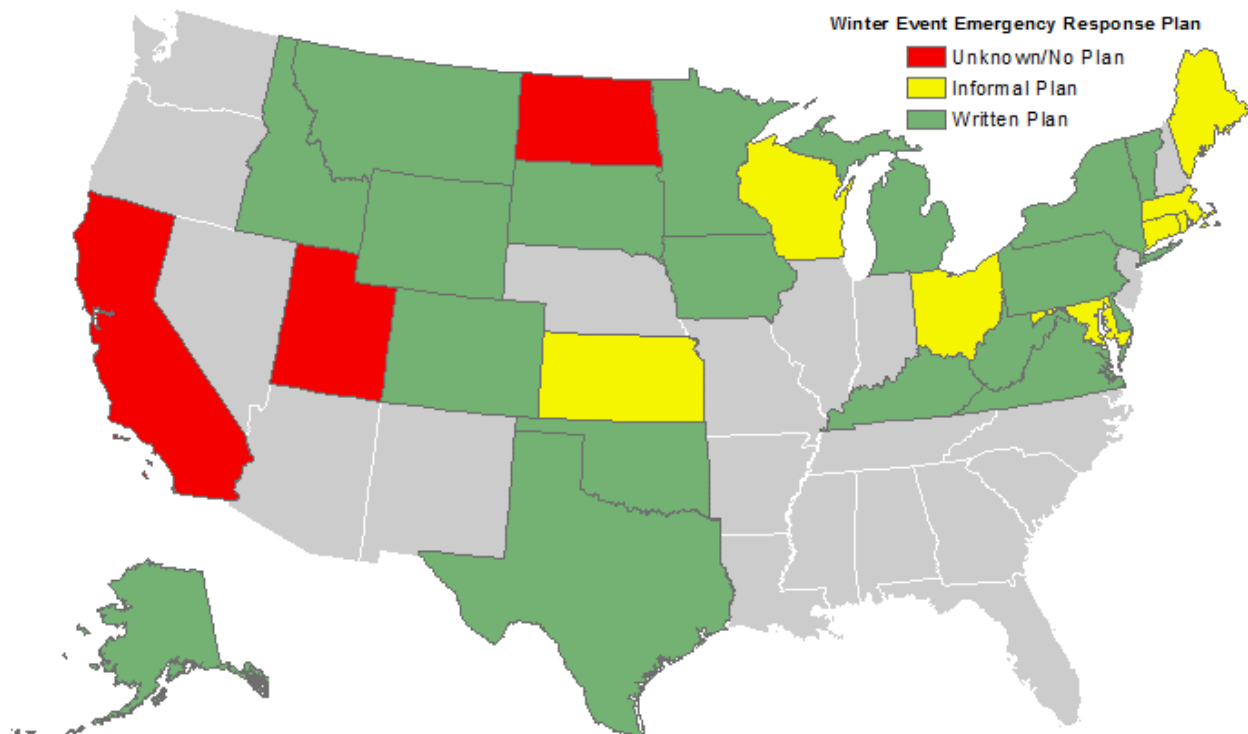 Winter Event Emergency Response Plan
Unknown/No Plan
Informal Plan
Written Plan